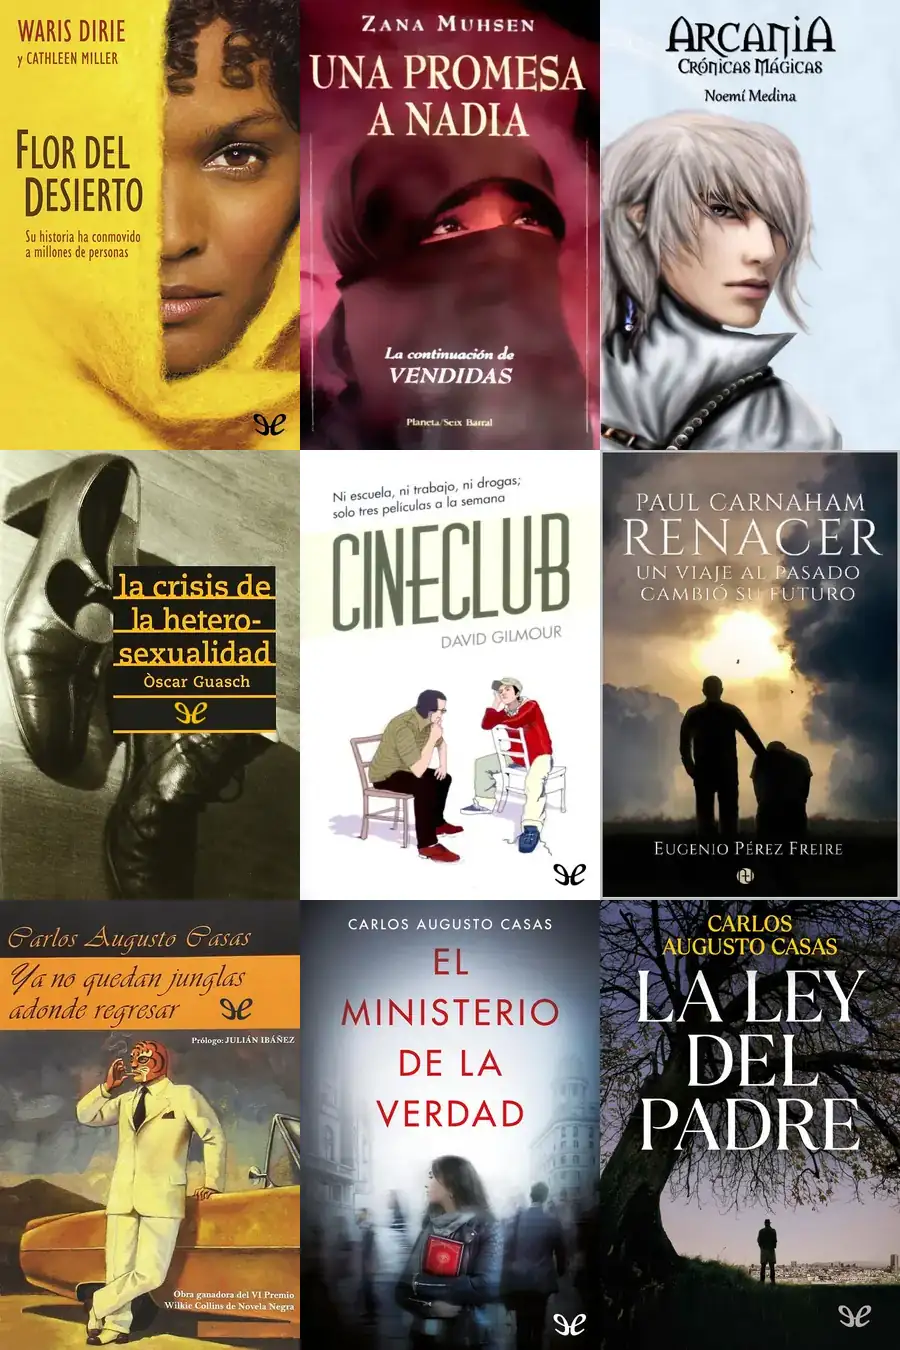 WARIS DIRIE
y CATHLEEN MILLER
FLOR DEL
DESIERTO
Su historia ha conmovido
a millones de personas
ZANA MUHSEN
UNA PROMESA
A NADIA
La continuación de
VENDIDAS
Planeta/Seix Barral
ARCANIA
CRÓNICAS MÁGICAS
Noemí Medina
la crisis de
la hetero-
sexualidad
Òscar Guasch
Ni escuela, ni trabajo, ni drogas;
solo tres películas a la semana
CINECLUB
DAVID GILMOUR
PAUL CARNAHAM
RENACER
UN VIAJE AL PASADO
CAMBIÓ SU FUTURO
EUGENIO PÉREZ FREIRE
Carlos Augusto Casas
Ya no quedan junglas
adonde regresar
Prólogo: JULIÁN IBÁÑEZ
Obra ganadora del VI Premio
Wilkie Collins de Novela Negra
CARLOS AUGUSTO CASAS
EL
MINISTERIO
DE LA
VERDAD
CARLOS
AUGUSTO CASAS
LA LEY
DEL
PADRE